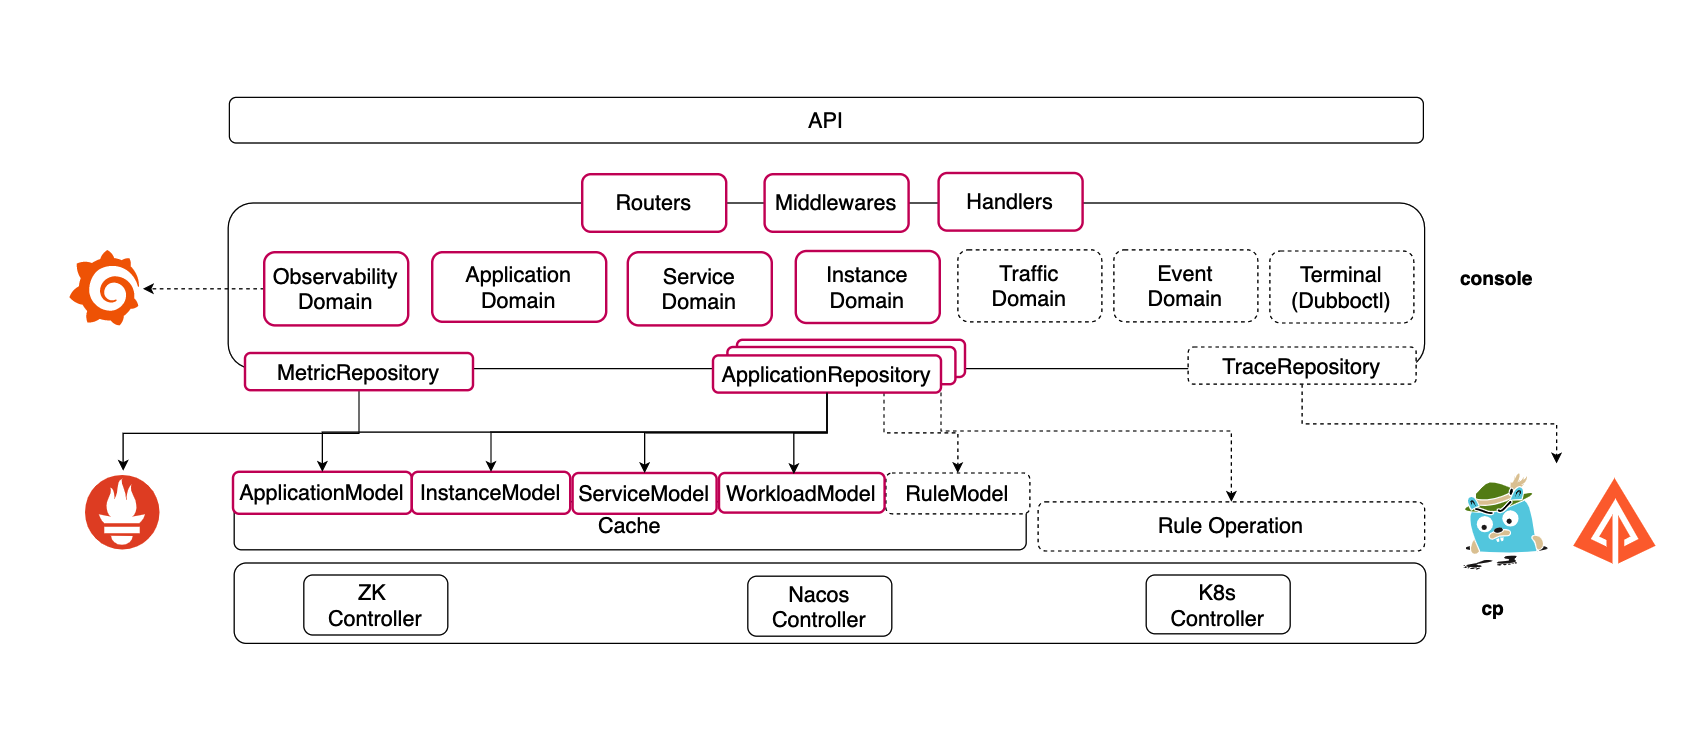 API
Routers
Middlewares
Handlers
Observability
Domain
Application
Domain
Service
Domain
Instance
Domain
Traffic
Domain
Event
Domain
Terminal
(Dubboctl)
console
MetricRepository
ApplicationRepository
TraceRepository
ApplicationModel
InstanceModel
ServiceModel
WorkloadModel
RuleModel
Cache
Rule Operation
ZK
Controller
Nacos
Controller
K8s
Controller
cp